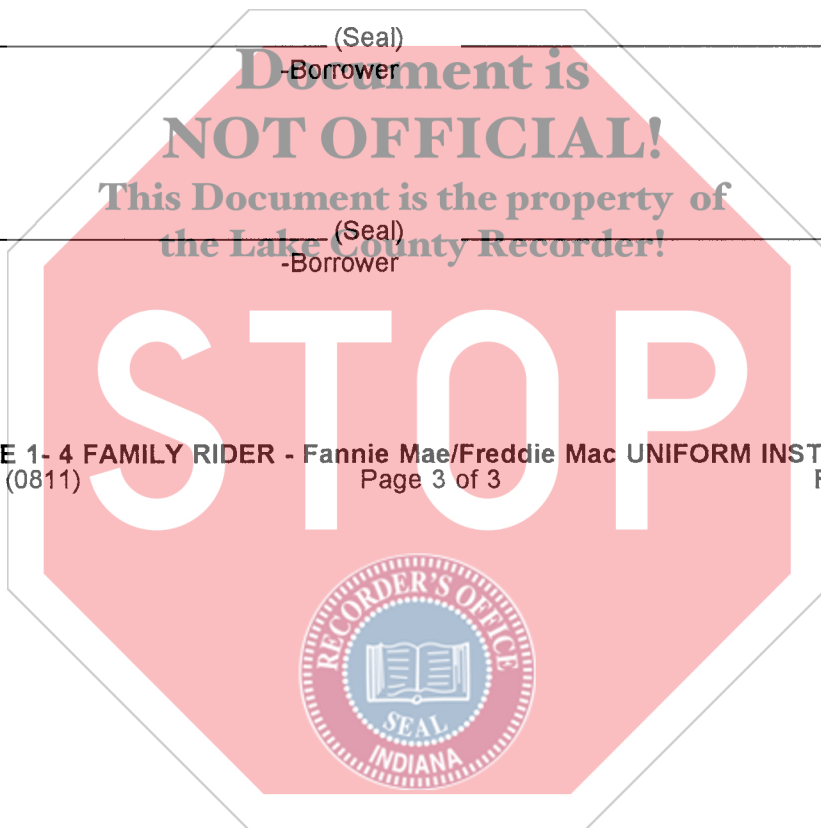 (Seal)
-Borrower
Document is
NOT OFFICIAL!
This Document is the property of
the Lake County Recorder!
(Seal)
-Borrower
STOP
E 1- 4 FAMILY RIDER - Fannie Mae/Freddie Mac UNIFORM INST
(0811) Page 3 of 3 F
RECORDER'S OFFICE
SEAL
INDIANA